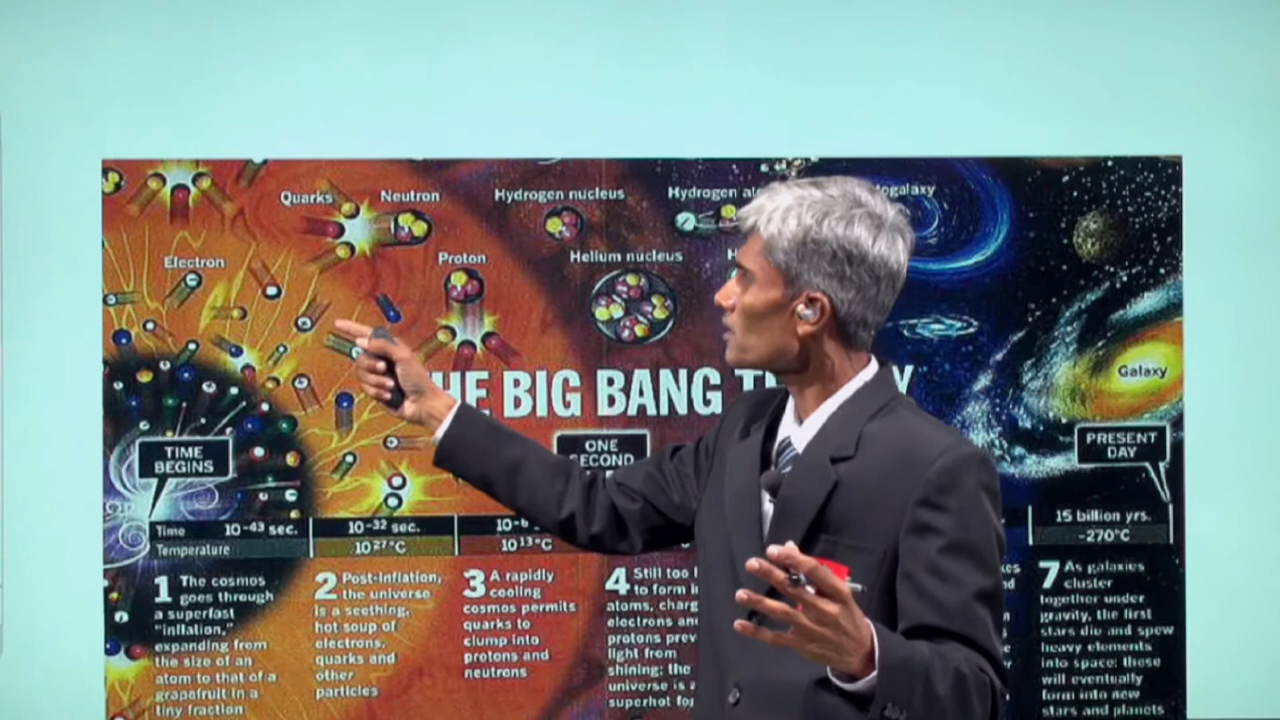 Quarks
Neutron
Hydrogen nucleus
Hydrogen
Electron
Proton
Helium nucleus
Galaxy
BIG BANG
TIME
BEGINS
ONE
SECOND
PRESENT
DAY
Time 10-43 sec.
10-32 sec.
15 billion yrs.
Temperature
1027°C
1013°C
-270°C
1 The cosmos
goes through
a superfast
"inflation,"
expanding from
the size of an
atom to that of a
grapefruit in a
tiny fraction
2 Post-inflation,
the universe
is a seething,
hot soup of
electrons,
quarks and
other
particles
3 A rapidly
cooling
cosmos permits
quarks to
clump into
protons and
neutrons
4 Still too
to form
atoms,
electrons
protons
light from
shining; the
universe is
superhot
7 As galaxies
cluster
together under
gravity, the first
stars die and spew
heavy elements
into space: these
will eventually
form into new
stars and planets